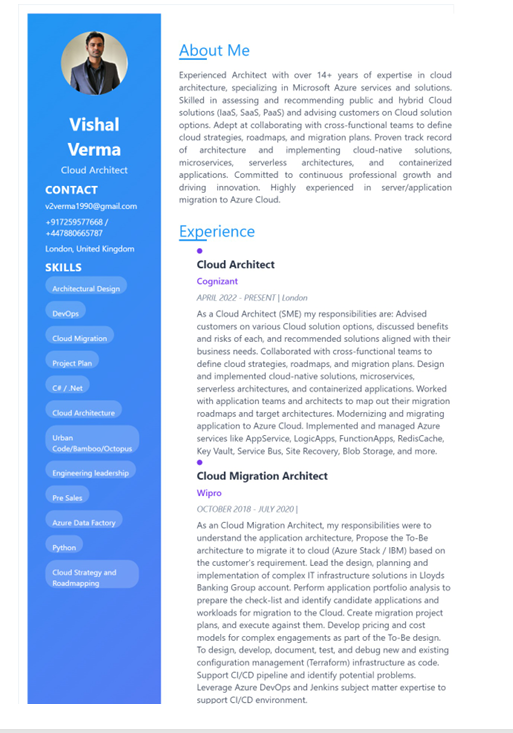 Vishal
Verma
Cloud Architect
CONTACT
v2verma1990@gmail.com
+917259577668 /
+447880665787
London, United Kingdom
SKILLS
Architectural Design
DevOps
Cloud Migration
Project Plan
C# / .Net
Cloud Architecture
Urban
Code/Bamboo/Octopus
Engineering leadership
Pre Sales
Azure Data Factory
Python
Cloud Strategy and
Roadmapping
About Me
Experienced Architect with over 14+ years of expertise in cloud
architecture, specializing in Microsoft Azure services and solutions.
Skilled in assessing and recommending public and hybrid Cloud
solutions (IaaS, SaaS, PaaS) and advising customers on Cloud solution
options. Adept at collaborating with cross-functional teams to define
cloud strategies, roadmaps, and migration plans. Proven track record
of architecture and implementing cloud-native solutions,
microservices, serverless architectures, and containerized
applications. Committed to continuous professional growth and
driving innovation. Highly experienced in server/application
migration to Azure Cloud.
Experience
Cloud Architect
Cognizant
APRIL 2022 - PRESENT | London
As a Cloud Architect (SME) my responsibilities are: Advised
customers on various Cloud solution options, discussed benefits
and risks of each, and recommended solutions aligned with their
business needs. Collaborated with cross-functional teams to
define cloud strategies, roadmaps, and migration plans. Design
and implemented cloud-native solutions, microservices,
serverless architectures, and containerized applications. Worked
with application teams and architects to map out their migration
roadmaps and target architectures. Modernizing and migrating
application to Azure Cloud. Implemented and managed Azure
services like AppService, LogicApps, FunctionApps, RedisCache,
Key Vault, Service Bus, Site Recovery, Blob Storage, and more.
Cloud Migration Architect
Wipro
OCTOBER 2018 - JULY 2020 |
As an Cloud Migration Architect, my responsibilities were to
understand the application architecture, Propose the To-Be
architecture to migrate it to cloud (Azure Stack / IBM) based on
the customer's requirement. Lead the design, planning and
implementation of complex IT infrastructure solutions in Lloyds
Banking Group account. Perform application portfolio analysis to
prepare the check-list and identify candidate applications and
workloads for migration to the Cloud. Create migration project
plans, and execute against them. Develop pricing and cost
models for complex engagements as part of the To-Be design.
To design, develop, document, test, and debug new and existing
configuration management (Terraform) infrastructure as code.
Support CI/CD pipeline and identify potential problems.
Leverage Azure DevOps and Jenkins subject matter expertise to
support CI/CD environment.